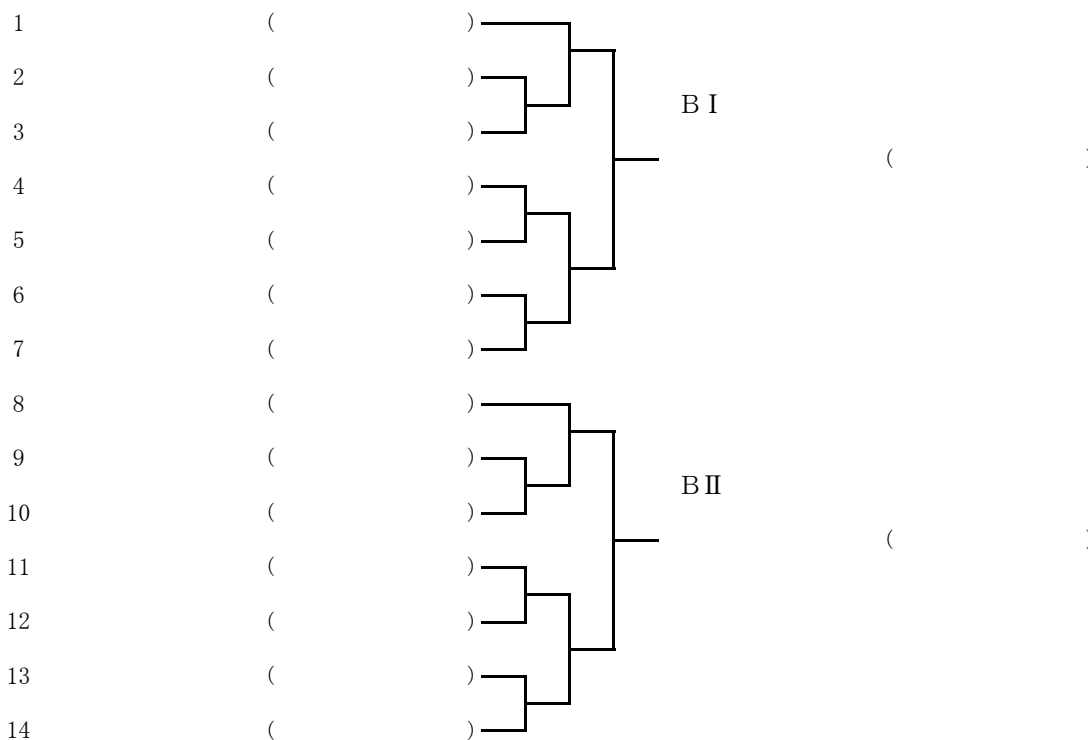 1 ( )
2 ( )
BⅠ
3 ( )
( )
4 ( )
5 ( )
6 ( )
7 ( )
8 ( )
9 ( )
BⅡ
10 ( )
( )
11 ( )
12 ( )
13 ( )
14 ( )